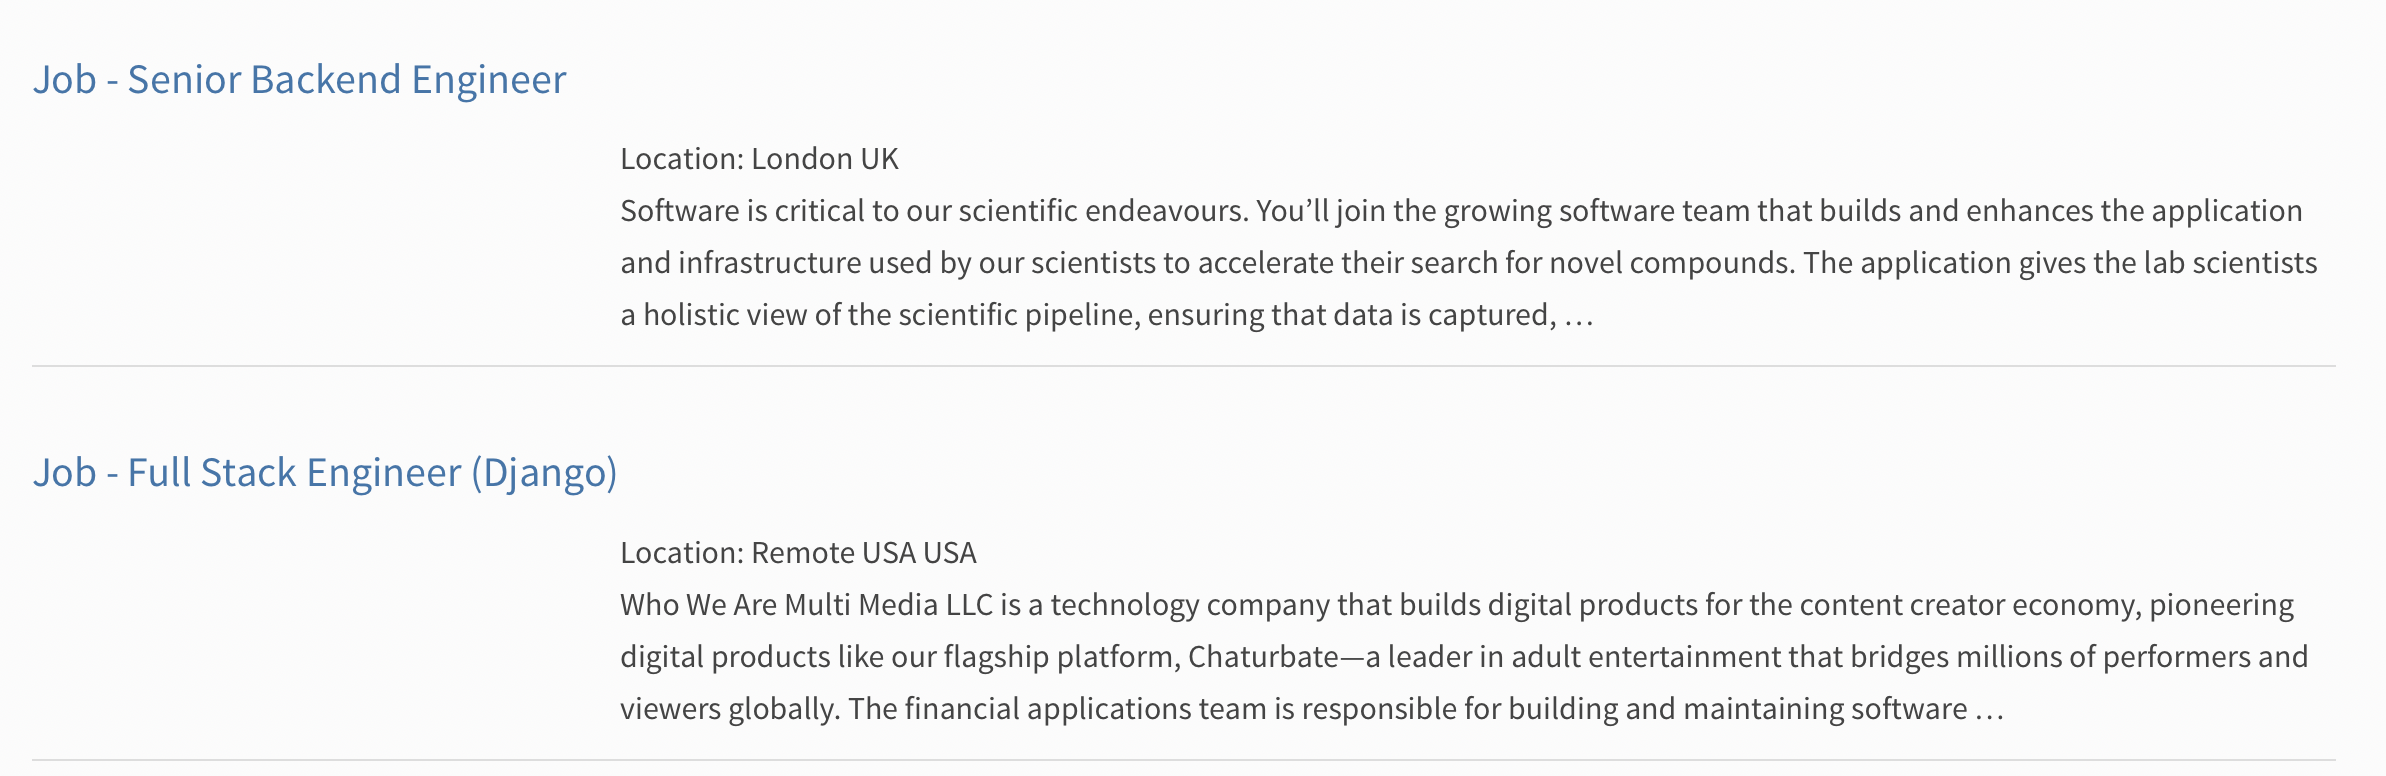 Job - Senior Backend Engineer
Location: London UK
Software is critical to our scientific endeavours. You’ll join the growing software team that builds and enhances the application
and infrastructure used by our scientists to accelerate their search for novel compounds. The application gives the lab scientists
a holistic view of the scientific pipeline, ensuring that data is captured, …
Job - Full Stack Engineer (Django)
Location: Remote USA USA
Who We Are Multi Media LLC is a technology company that builds digital products for the content creator economy, pioneering
digital products like our flagship platform, Chaturbate—a leader in adult entertainment that bridges millions of performers and
viewers globally. The financial applications team is responsible for building and maintaining software …